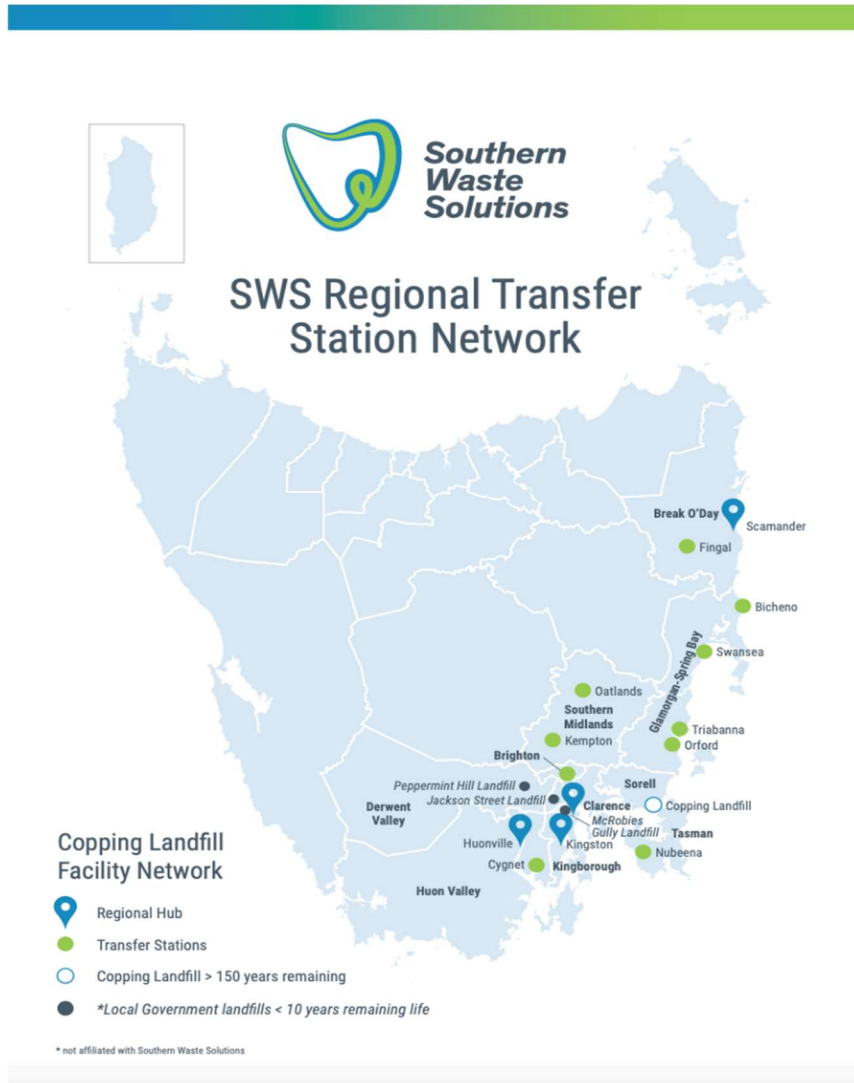 Southern
Waste
Solutions
SWS Regional Transfer
Station Network
Break O'Day
Scamander
Fingal
Bicheno
Glamorgan-Spring Bay
Swansea
Oatlands
Southern
Midlands
Triabanna
Kempton
Orford
Brighton
Peppermint Hill Landfill
Sorell
Jackson Street Landfill
Derwent
Valley
Clarence
Copping Landfill
McRobies
Gully Landfill
Tasman
Huonville
Kingston
Nubeena
Cygnet
Kingborough
Huon Valley
Copping Landfill
Facility Network
Regional Hub
Transfer Stations
Copping Landfill > 150 years remaining
*Local Government landfills < 10 years remaining life
* not affiliated with Southern Waste Solutions